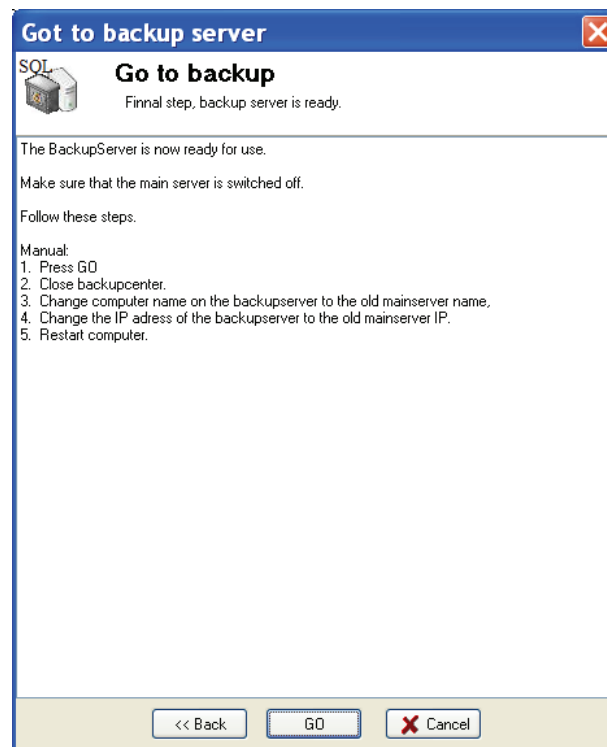 Got to backup server
SQL
Go to backup
Finnal step, backup server is ready.
The BackupServer is now ready for use.
Make sure that the main server is switched off.
Follow these steps.
Manual:
1. Press GO
2. Close backupcenter.
3. Change computer name on the backupserver to the old mainserver name,
4. Change the IP adress of the backupserver to the old mainserver IP.
5. Restart computer.
<< Back
GO
Cancel